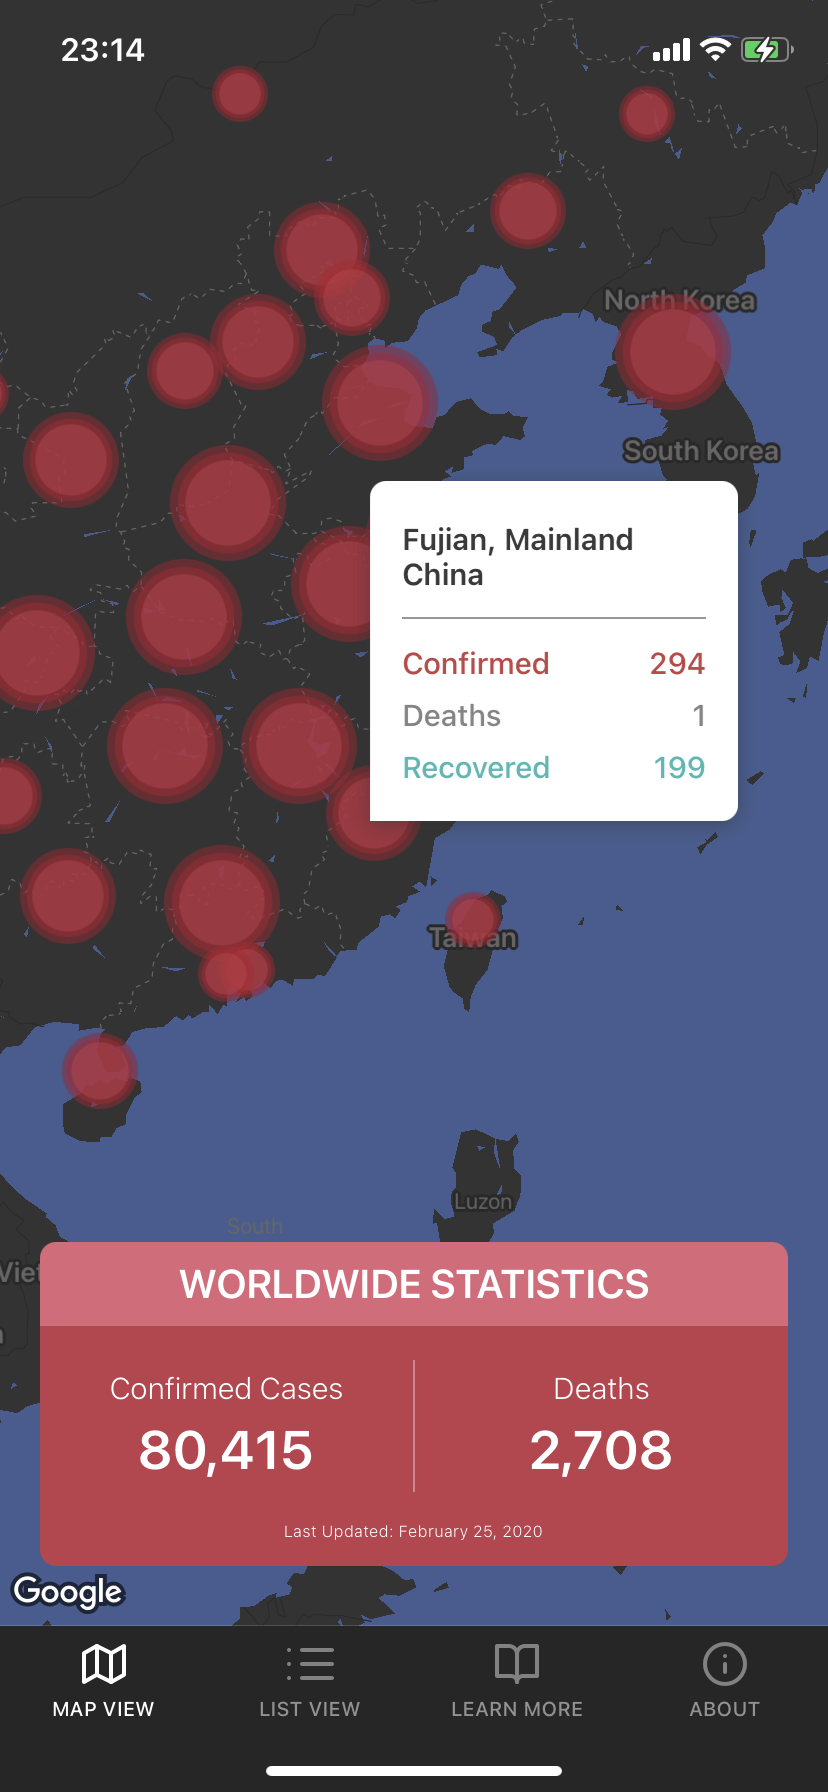 23:14
North Korea
South Korea
Fujian, Mainland
China
Confirmed 294
Deaths 1
Recovered 199
Taiwan
Luzon
South
Viet
WORLDWIDE STATISTICS
Confirmed Cases Deaths
80,415 2,708
Last Updated: February 25, 2020
Google
MAP VIEW LIST VIEW LEARN MORE ABOUT